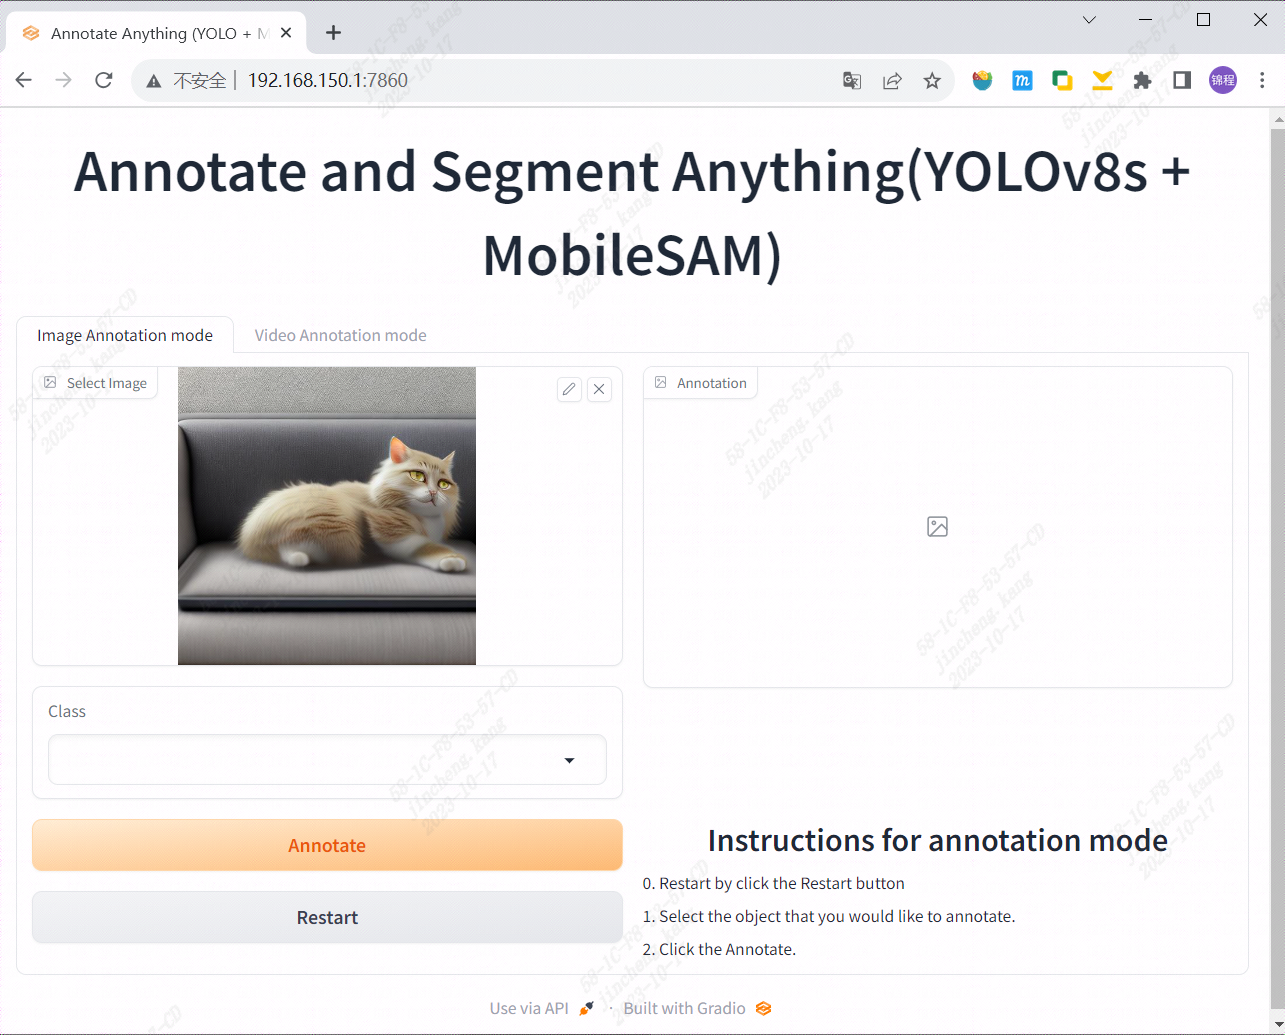 Annotate Anything (YOLO + M
不安全 192.168.150.1:7860
锦程
Annotate and Segment Anything(YOLOv8s +
MobileSAM)
Image Annotation mode
Video Annotation mode
Select Image
Annotation
Class
Annotate
Restart
Instructions for annotation mode
0. Restart by click the Restart button
1. Select the object that you would like to annotate.
2. Click the Annotate.
Use via API · Built with Gradio
58-1C-F8-53-57-CD
jincheng.kang
2023-10-17